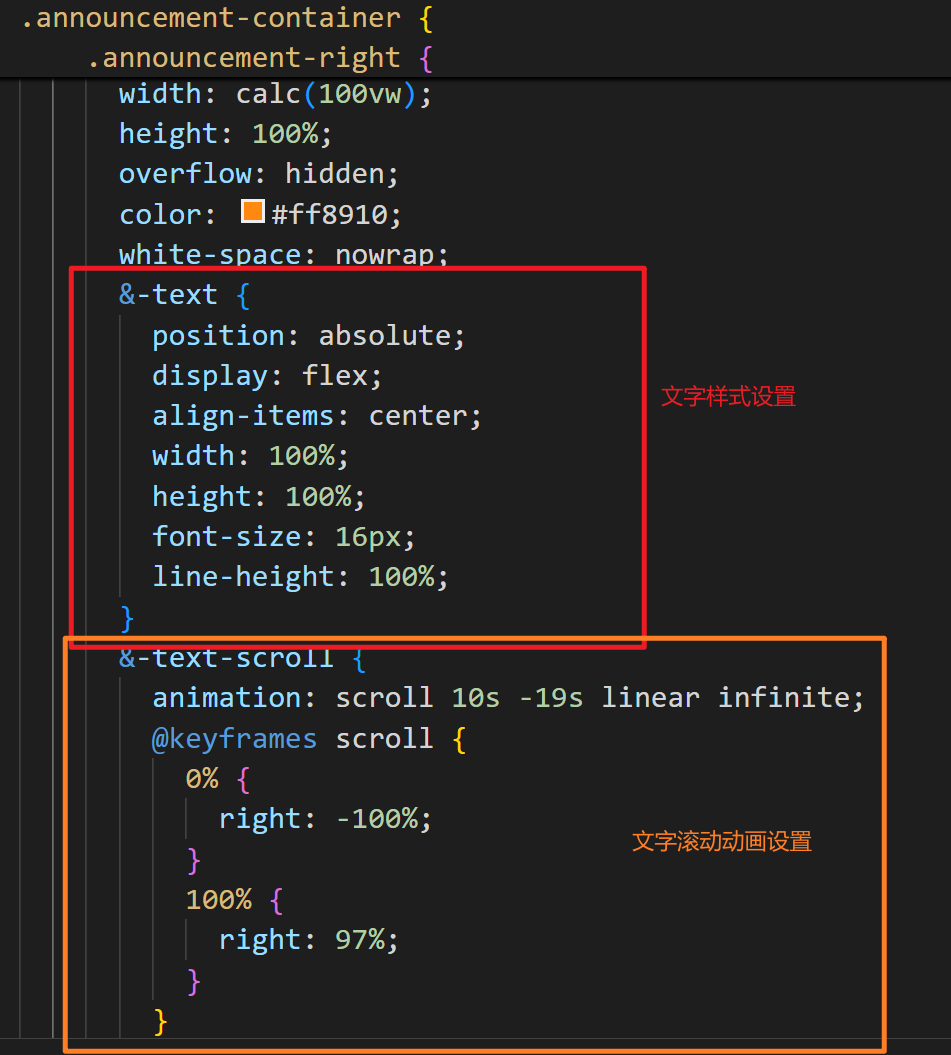 .announcement-container {
.announcement-right {
width: calc(100vw);
height: 100%;
overflow: hidden;
color: #ff8910;
white-space: nowrap;
&-text {
position: absolute;
display: flex;
align-items: center;
文字样式设置
width: 100%;
height: 100%;
font-size: 16px;
line-height: 100%;
}
&-text-scroll {
animation: scroll 10s -19s linear infinite;
@keyframes scroll {
0% {
right: -100%;
文字滚动动画设置
}
100% {
right: 97%;
}
}